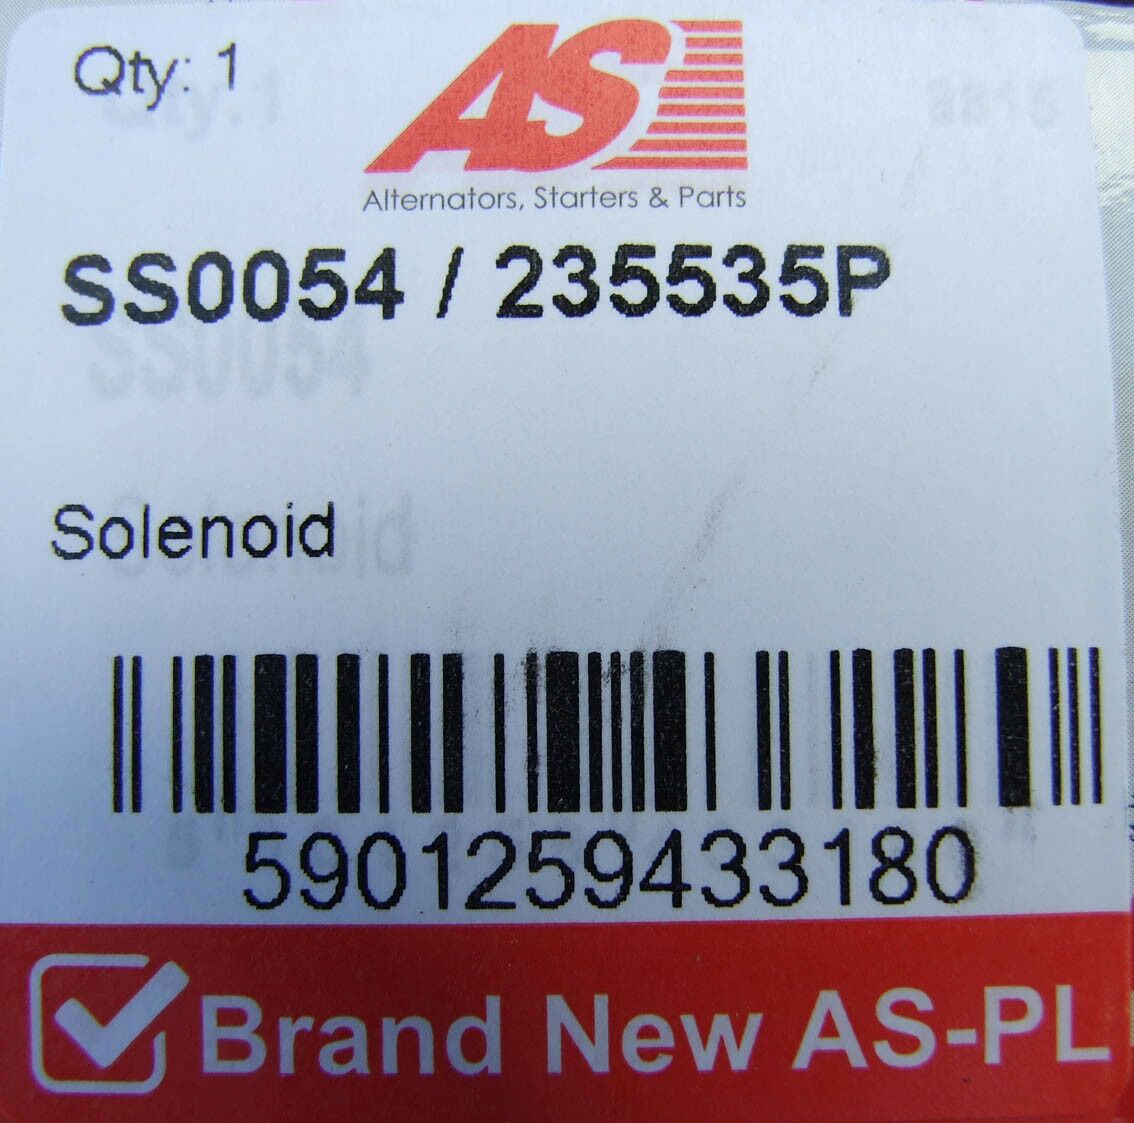 Qty: 1
AS
Alternators, Starters & Parts
SS0054 / 235535P
Solenoid
5901259433180
Brand New AS-PL